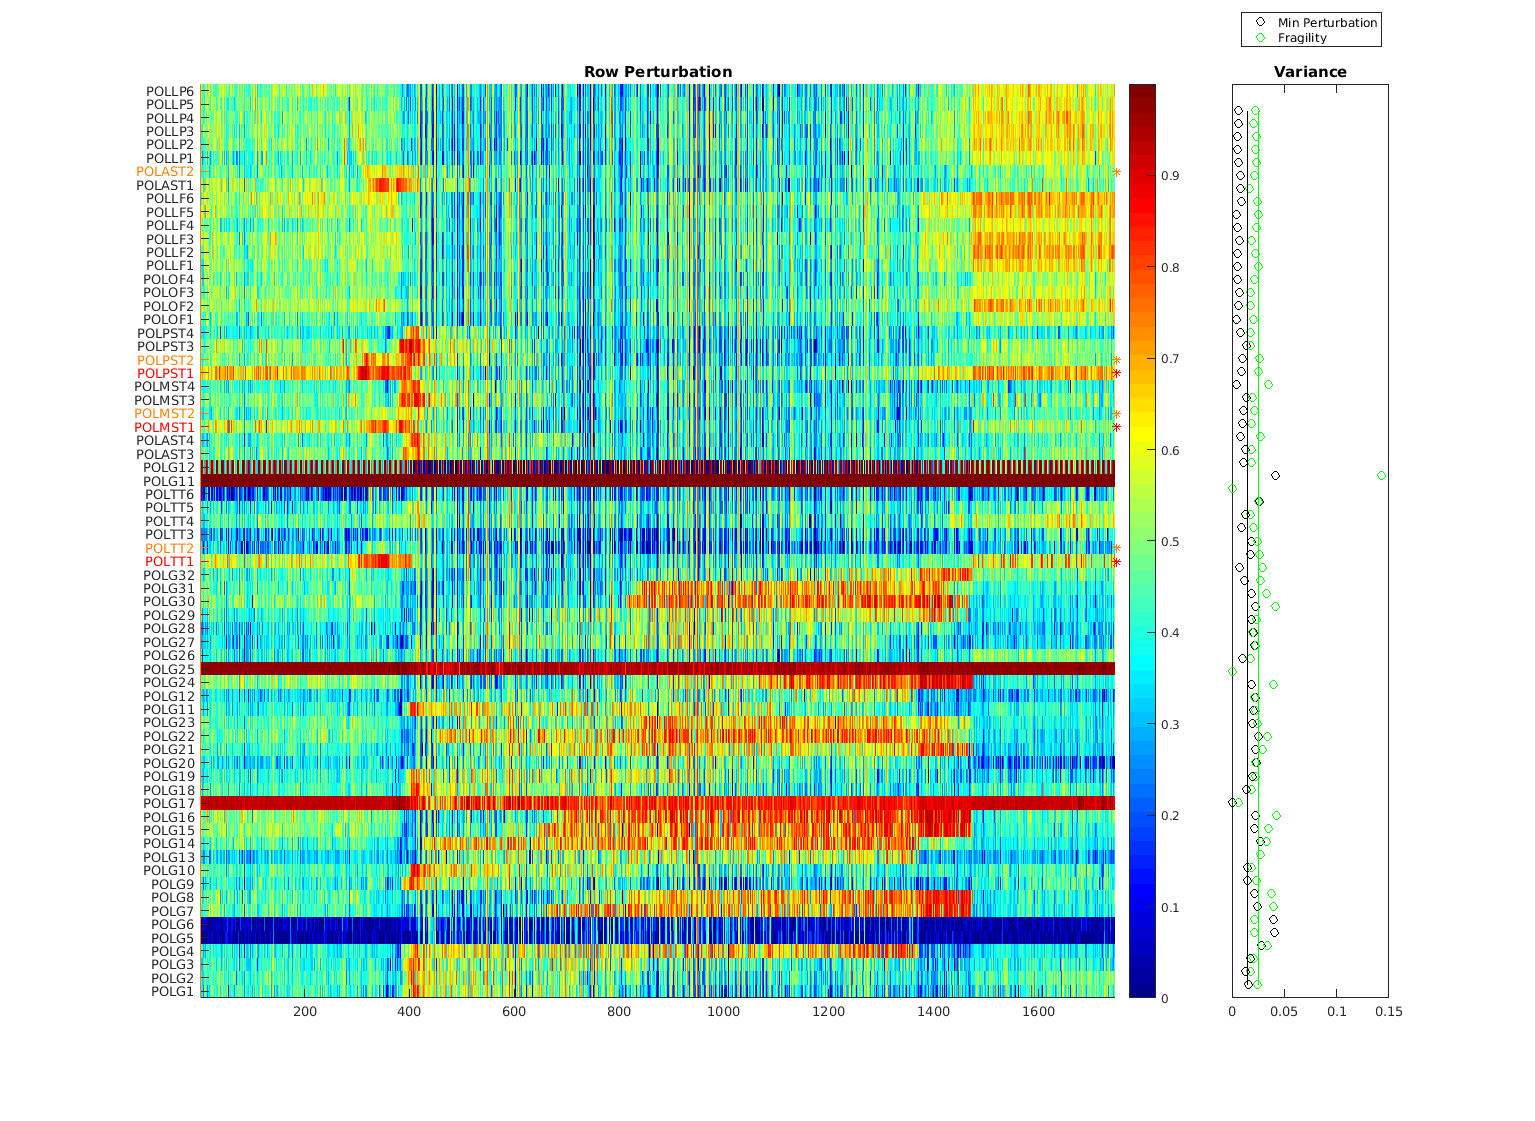 Min Perturbation
Fragility
Row Perturbation
Variance
POLLP6
POLLP5
POLLP4
POLLP3
POLLP2
POLLP1
POLAST2
POLAST1
POLLF6
POLLF5
POLLF4
POLLF3
POLLF2
POLLF1
POLOF4
POLOF3
POLOF2
POLOF1
POLPST4
POLPST3
POLPST2
POLPST1
POLMST4
POLMST3
POLMST2
POLMST1
POLAST4
POLAST3
POLG12
POLG11
POLTT6
POLTT5
POLTT4
POLTT3
POLTT2
POLTT1
POLG32
POLG31
POLG30
POLG29
POLG28
POLG27
POLG26
POLG25
POLG24
POLG12
POLG11
POLG23
POLG22
POLG21
POLG20
POLG19
POLG18
POLG17
POLG16
POLG15
POLG14
POLG13
POLG10
POLG9
POLG8
POLG7
POLG6
POLG5
POLG4
POLG3
POLG2
POLG1
200 400 600 800 1000 1200 1400 1600
0.9
0.8
0.7
0.6
0.5
0.4
0.3
0.2
0.1
0
0 0.05 0.1 0.15